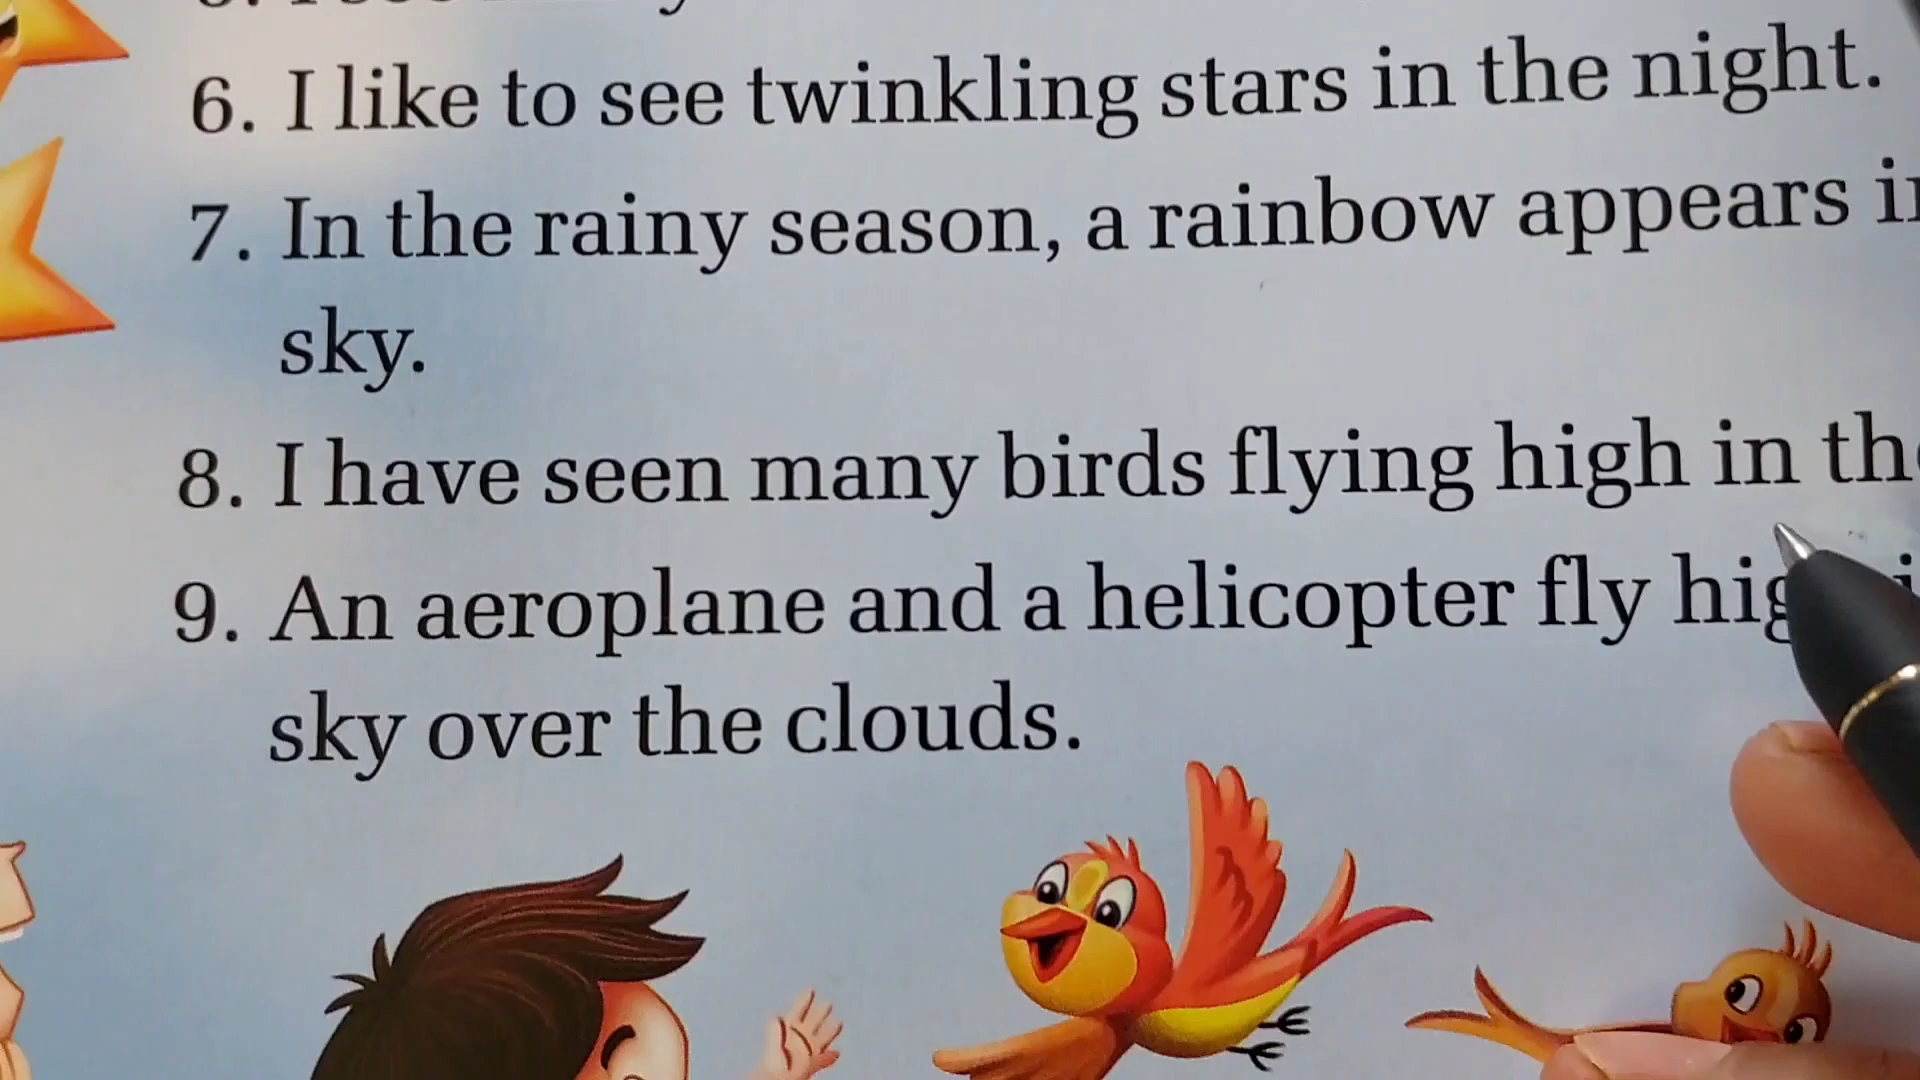 6. I like to see twinkling stars in the night.
7. In the rainy season, a rainbow appears
sky.
8. I have seen many birds flying high in
9. An aeroplane and a helicopter fly
sky over the clouds.